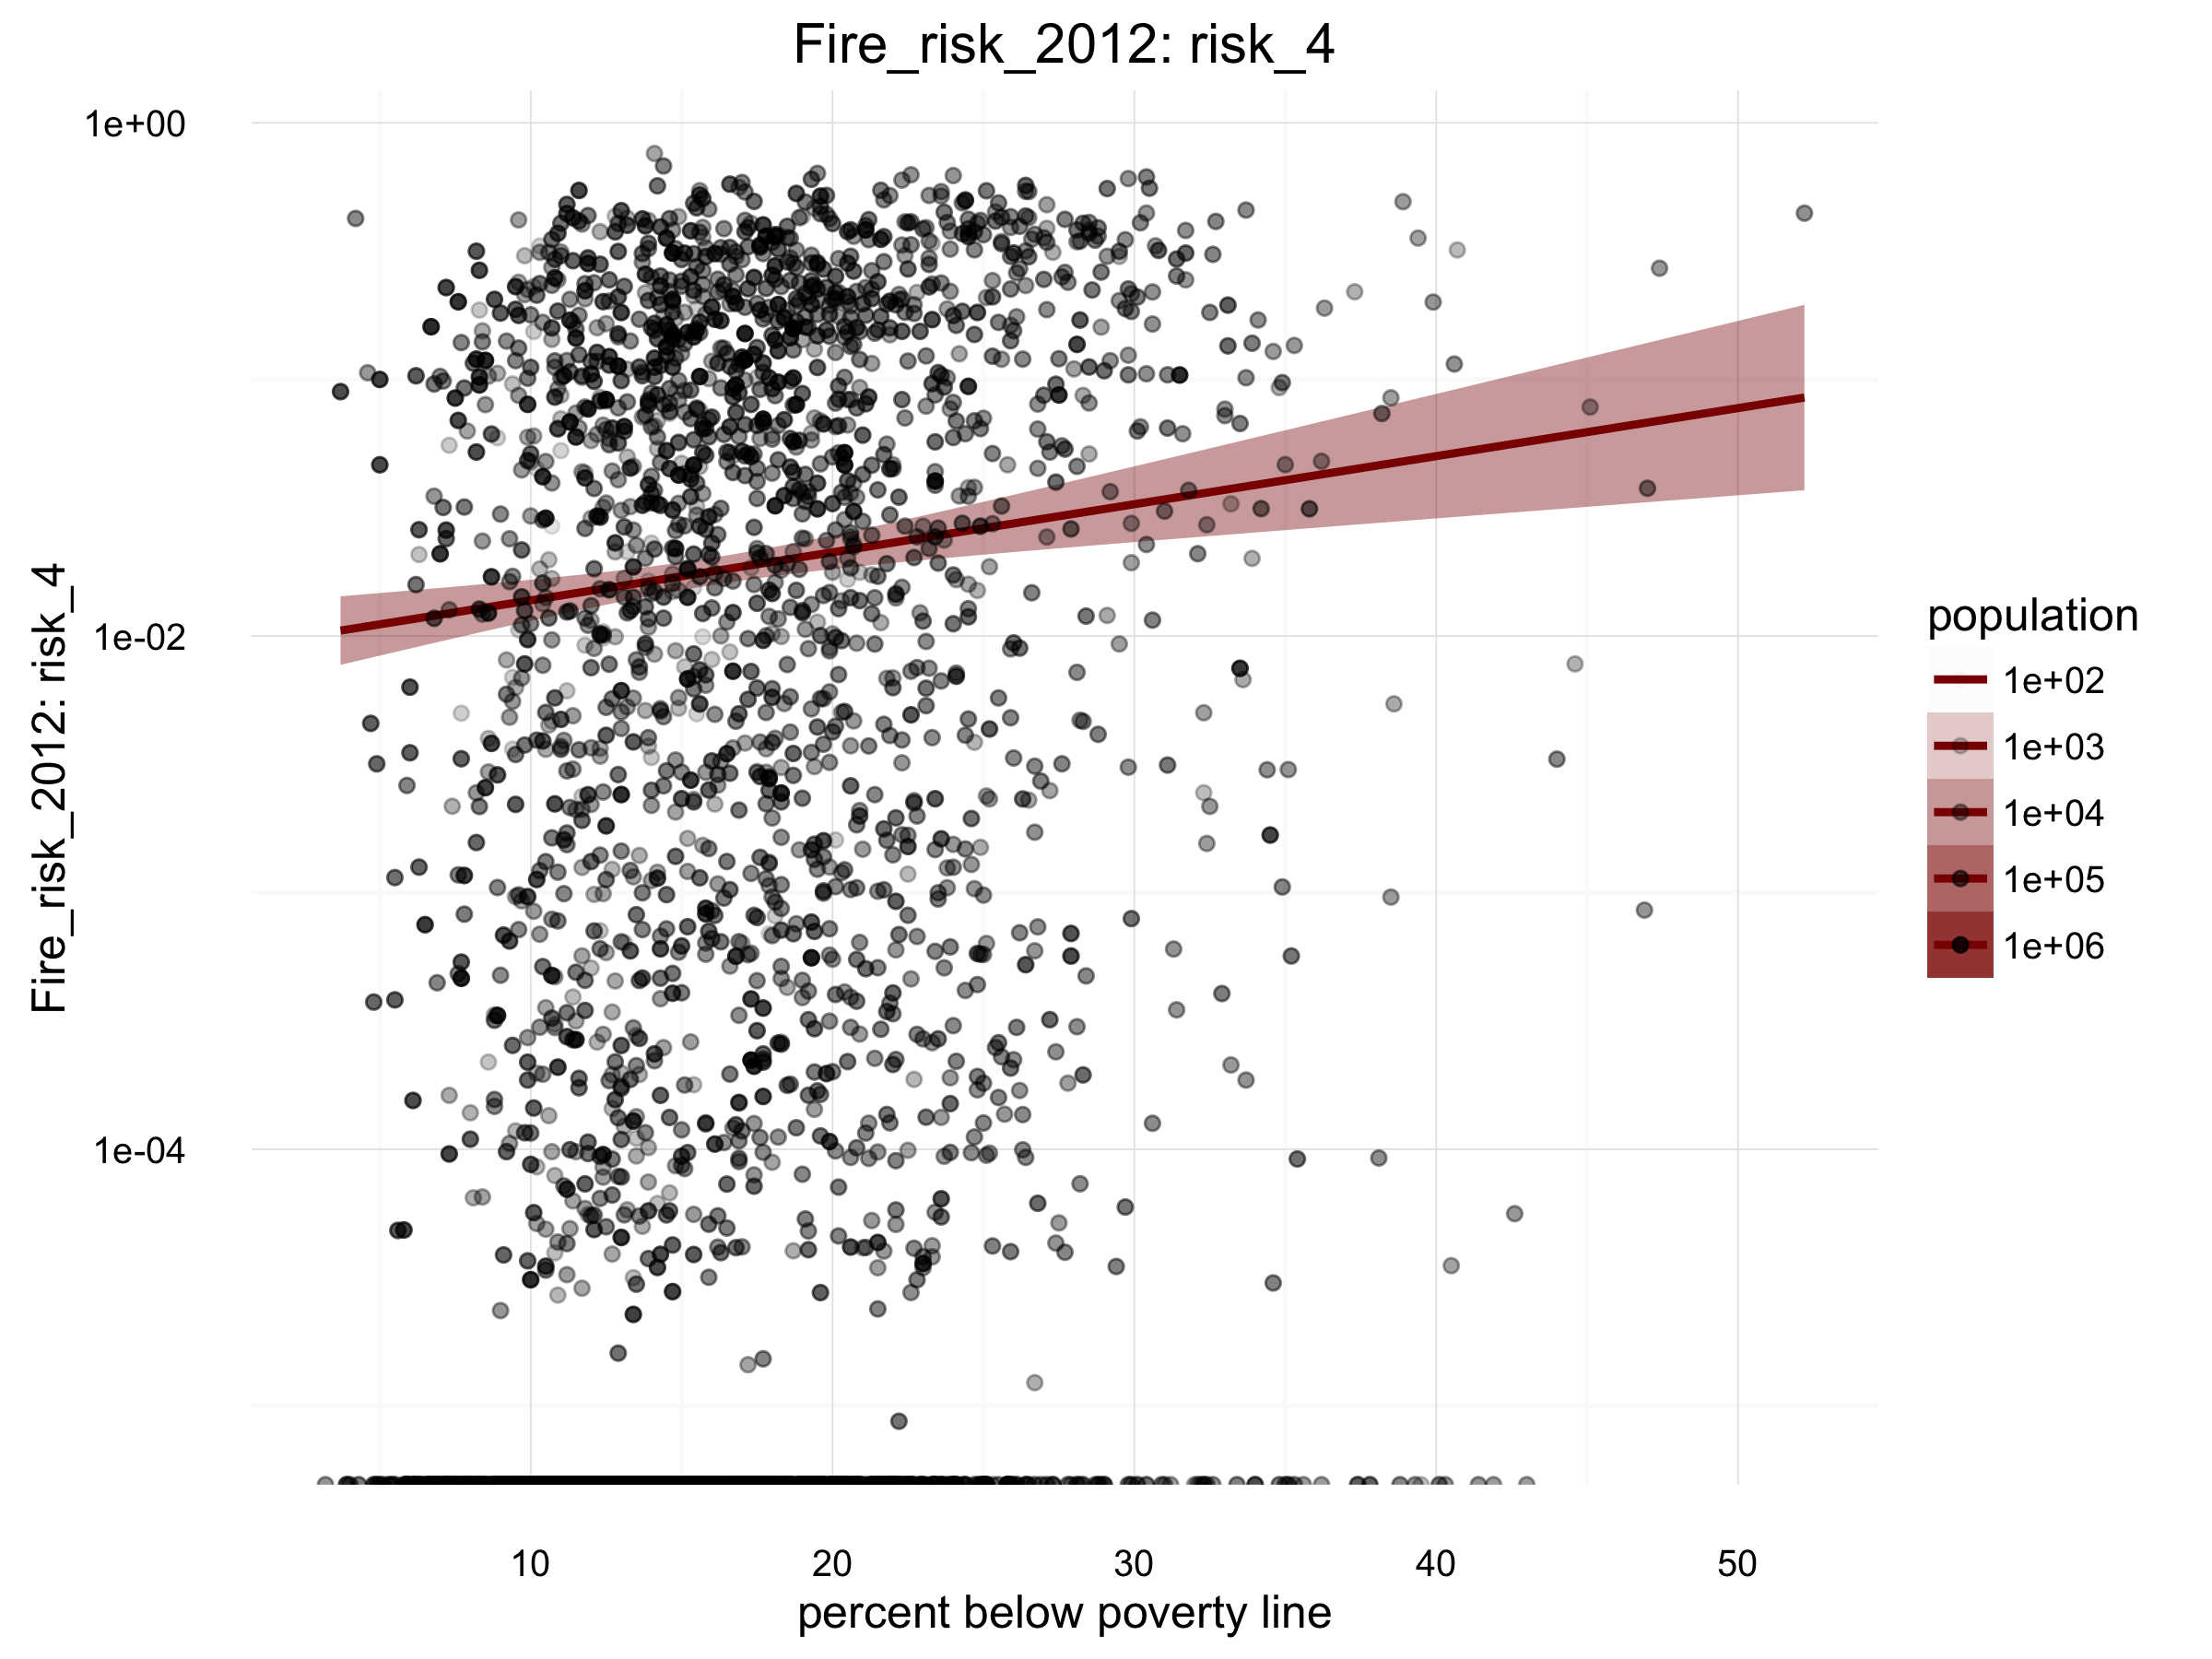 Fire_risk_2012: risk_4
1e+00
1e-02
1e-04
Fire_risk_2012: risk_4
10 20 30 40 50
percent below poverty line
population
1e+02
1e+03
1e+04
1e+05
1e+06